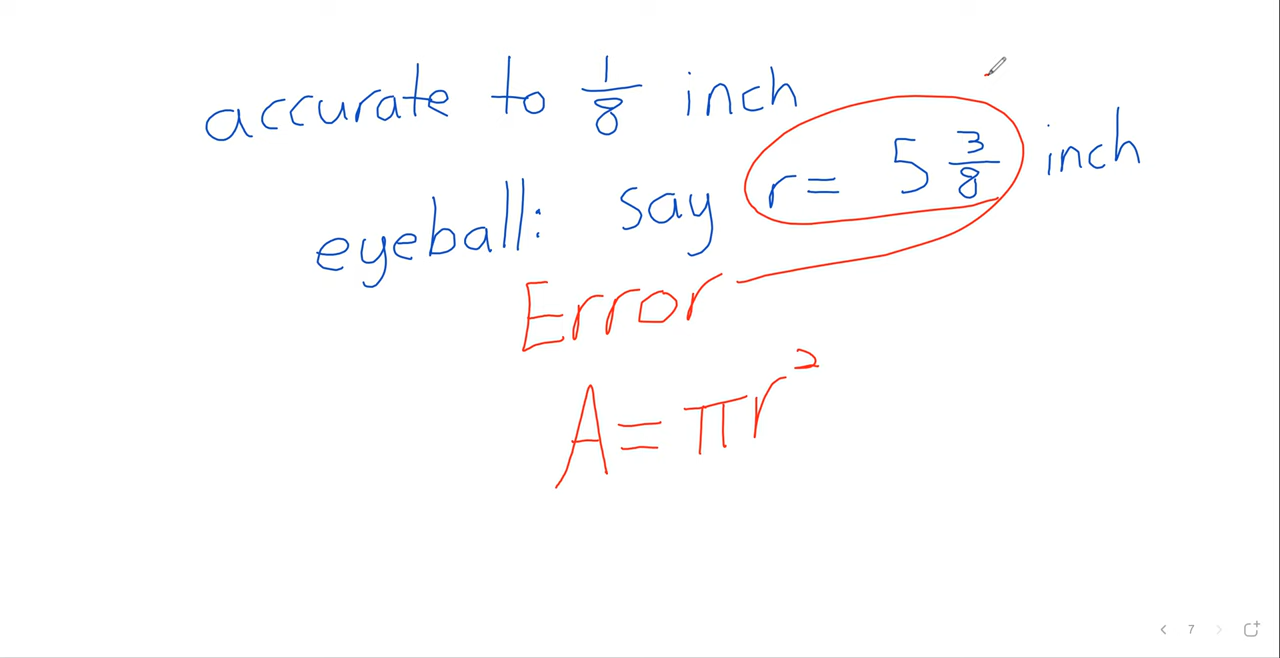 accurate to 1/8 inch
eyeball: say r = 5 3/8 inch
Error
A = πr²
< 7 >